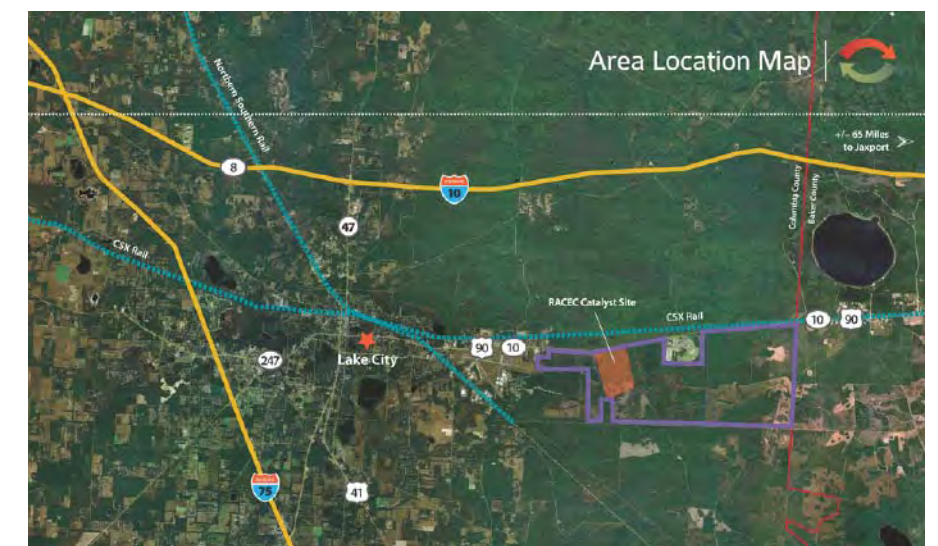 Area Location Map
Northern Southern Rail
+/- 65 Miles
to Jaxport
8
10
Columbia County
Baker County
47
CSX Rail
RACEC Catalyst Site
CSX Rail
10
90
90
10
Lake City
247
75
41